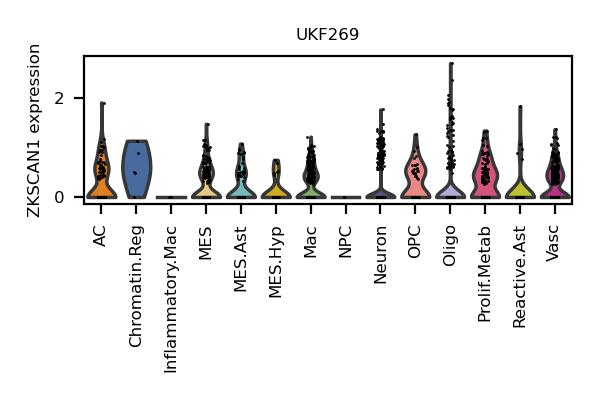 UKF269
ZKSCAN1 expression
2
0
AC
Chromatin.Reg
Inflammatory.Mac
MES
MES.Ast
MES.Hyp
Mac
NPC
Neuron
OPC
Oligo
Prolif.Metab
Reactive.Ast
Vasc